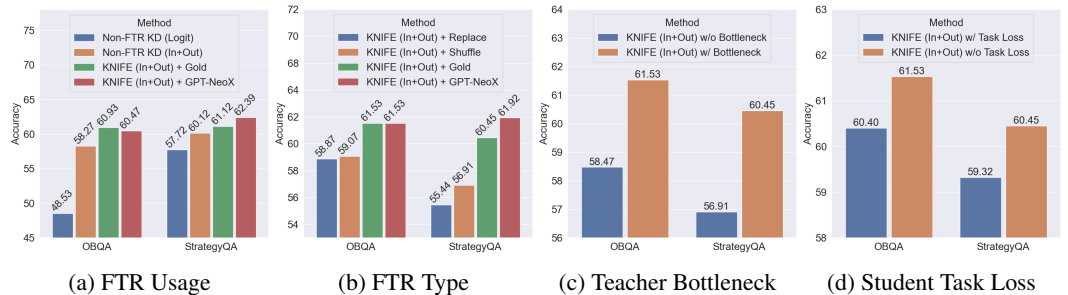 Method
Non-FTR KD (Logit)
Non-FTR KD (In+Out)
KNIFE (In+Out) + Gold
KNIFE (In+Out) + GPT-NeoX
Accuracy
75
70
65
60
55
50
45
48.53
58.27
60.93
60.47
57.72
60.12
61.12
62.39
OBQA
StrategyQA
(a) FTR Usage
Method
KNIFE (In+Out) + Replace
KNIFE (In+Out) + Shuffle
KNIFE (In+Out) + Gold
KNIFE (In+Out) + GPT-NeoX
Accuracy
68
66
64
62
60
58
56
54
58.87
59.07
61.53
61.53
55.44
56.91
60.45
61.92
OBQA
StrategyQA
(b) FTR Type
Method
KNIFE (In+Out) w/o Bottleneck
KNIFE (In+Out) w/ Bottleneck
Accuracy
64
63
62
61
60
59
58
57
56
58.47
61.53
56.91
60.45
OBQA
StrategyQA
(c) Teacher Bottleneck
Method
KNIFE (In+Out) w/ Task Loss
KNIFE (In+Out) w/o Task Loss
Accuracy
63
62
61
60
59
58
60.40
61.53
59.32
60.45
OBQA
StrategyQA
(d) Student Task Loss